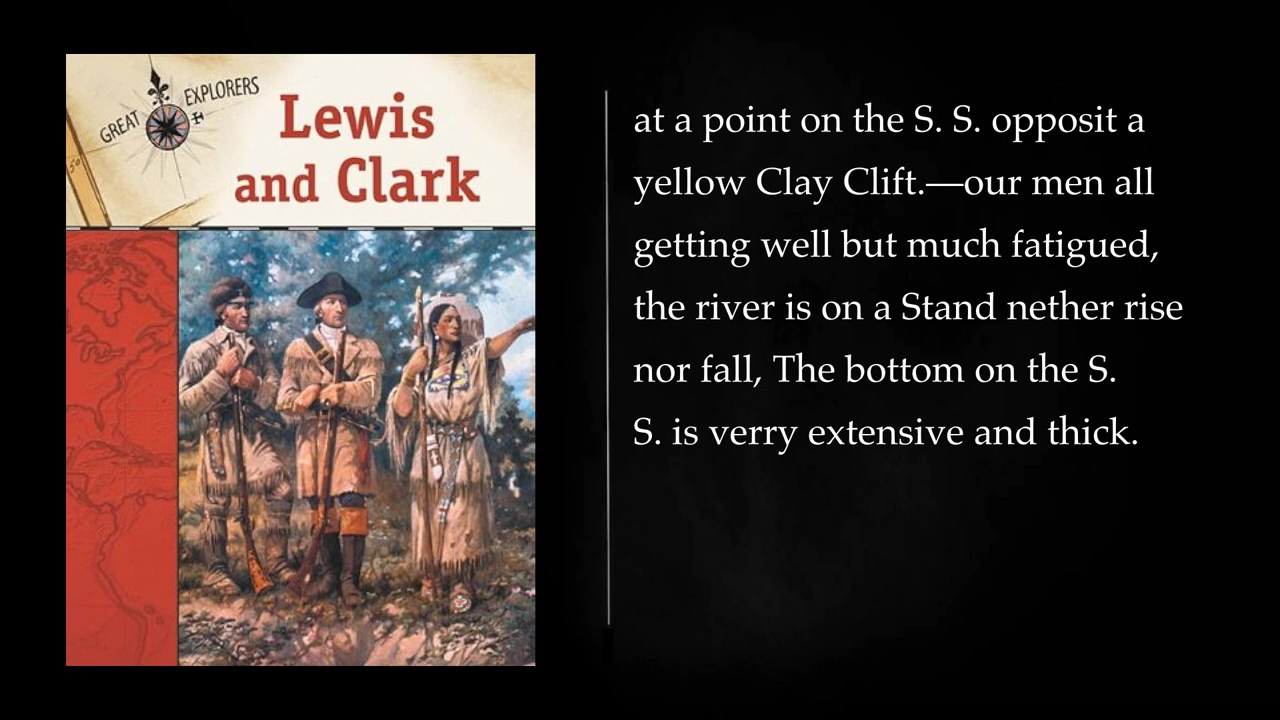 GREAT EXPLORERS
Lewis
and Clark
50
at a point on the S. S. opposit a
yellow Clay Clift.—our men all
getting well but much fatigued,
the river is on a Stand nether rise
nor fall, The bottom on the S.
S. is verry extensive and thick.